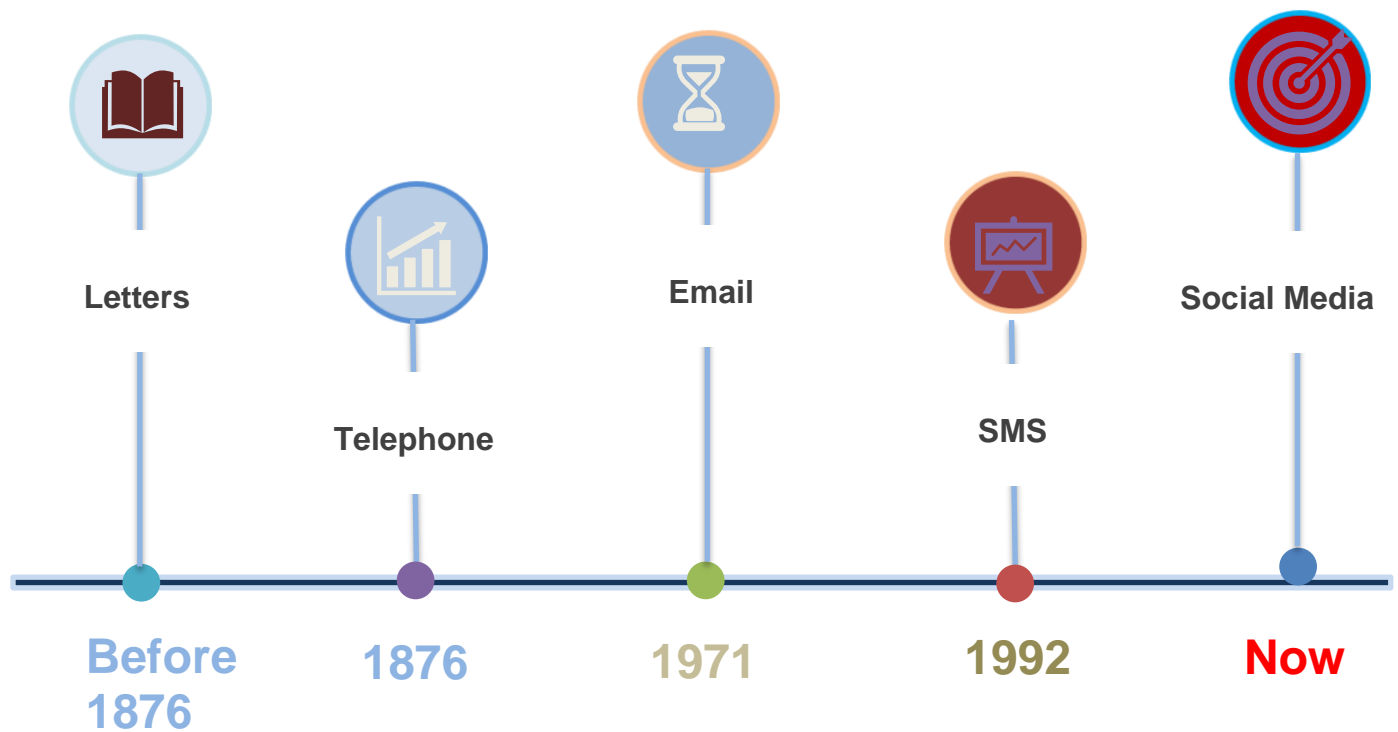 Letters
Telephone
Email
SMS
Social Media
Before
1876
1876
1971
1992
Now